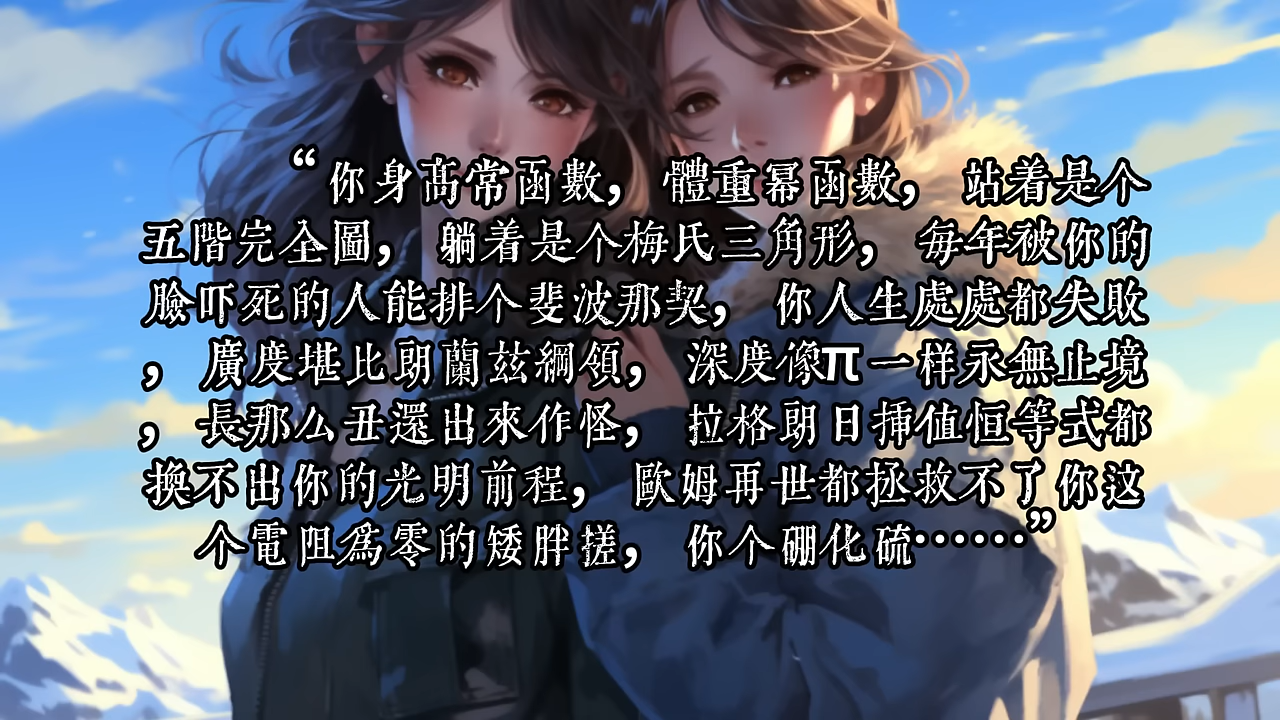 “你身高常函數， 體重冪函數， 站着是个
五階完全圖， 躺着是个梅氏三角形， 每年被你的
臉吓死的人能排个斐波那契， 你人生處處都失敗
， 廣度堪比朗蘭兹綱領， 深度像π一样永無止境
， 長那么丑還出來作怪， 拉格朗日插值恒等式都
換不出你的光明前程， 歐姆再世都拯救不了你这
个電阻爲零的矮胖搓， 你个硼化硫……”